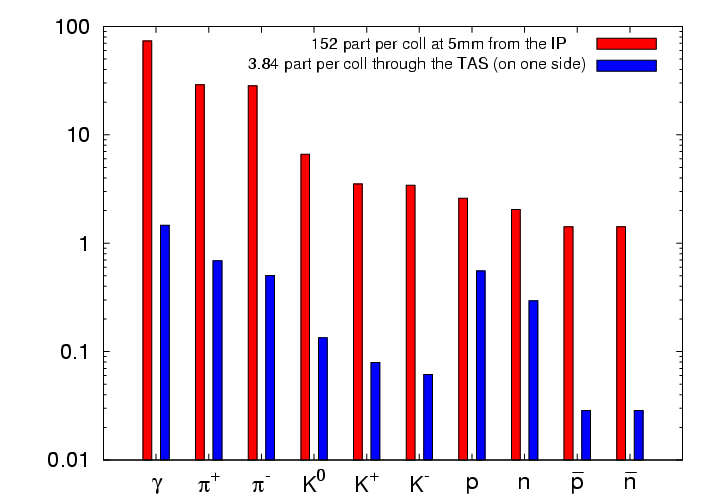 100
152 part per coll at 5mm from the IP
3.84 part per coll through the TAS (on one side)
10
1
0.1
0.01
γ π⁺ π⁻ K⁰ K⁺ K⁻ p n p̅ n̅